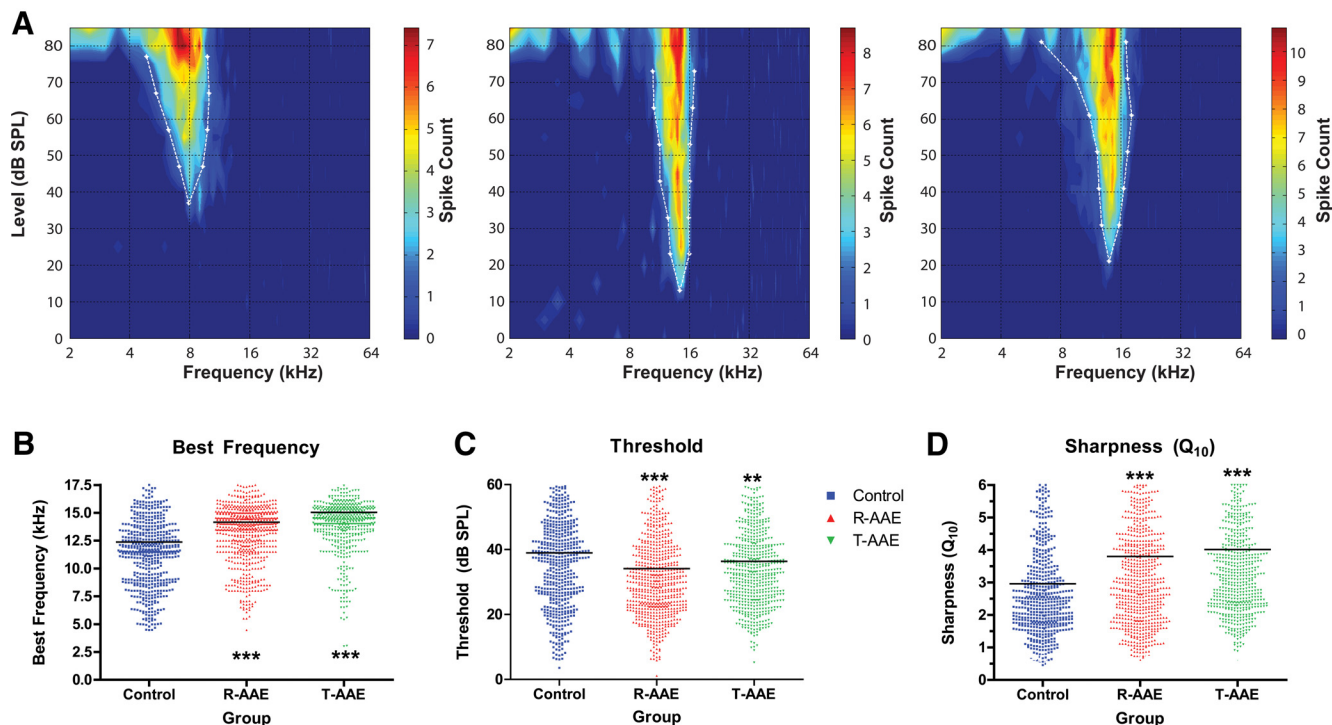 A
Level (dB SPL)
80
70
60
50
40
30
20
10
0
2 4 8 16 32 64
Frequency (kHz)
7
6
5
4
3
2
1
0
Spike Count
80
70
60
50
40
30
20
10
0
2 4 8 16 32 64
Frequency (kHz)
8
7
6
5
4
3
2
1
0
Spike Count
80
70
60
50
40
30
20
10
0
2 4 8 16 32 64
Frequency (kHz)
10
9
8
7
6
5
4
3
2
1
0
Spike Count
B
Best Frequency
Best Frequency (kHz)
17.5
15.0
12.5
10.0
7.5
5.0
2.5
0.0
*** ***
Control R-AAE T-AAE
Group
C
Threshold
Threshold (dB SPL)
60
40
20
0
*** **
Control R-AAE T-AAE
Group
Control
R-AAE
T-AAE
D
Sharpness (Q10)
Sharpness (Q10)
6
5
4
3
2
1
0
*** ***
Control R-AAE T-AAE
Group